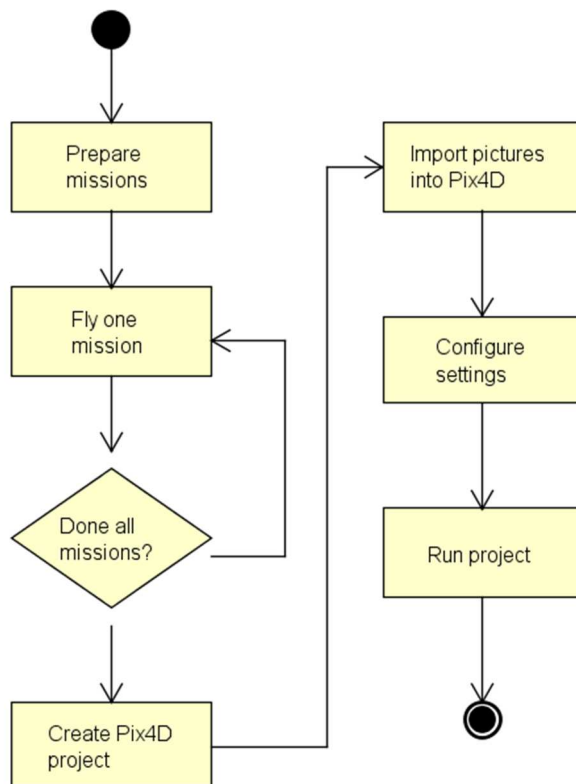 Prepare
missions
Fly one
mission
Done all
missions?
Create Pix4D
project
Import pictures
into Pix4D
Configure
settings
Run project